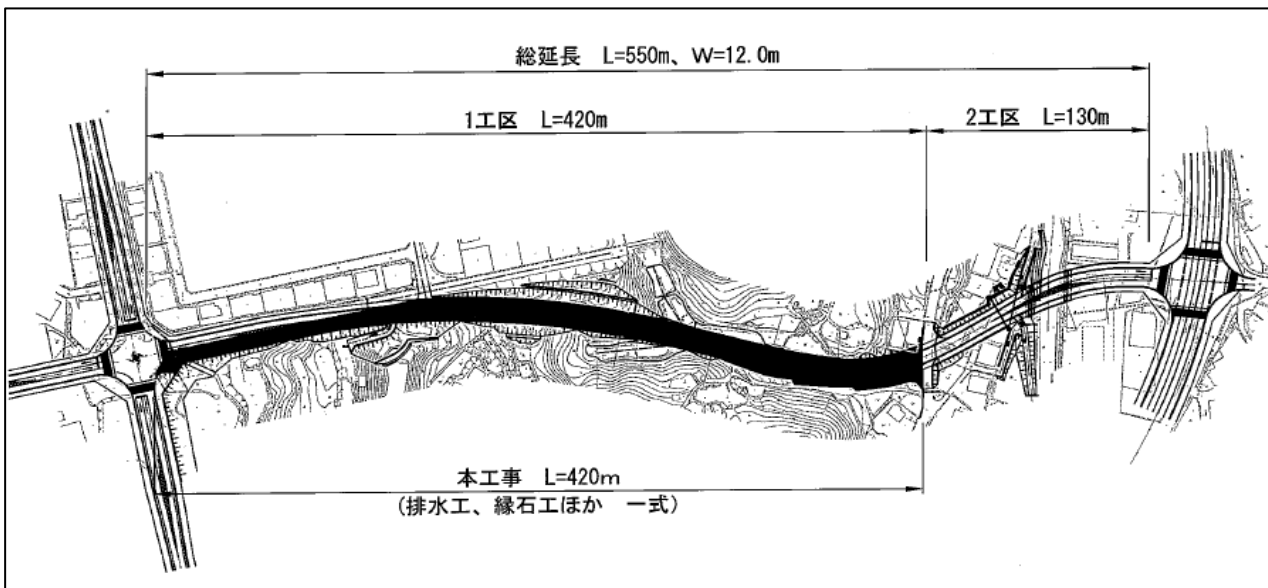 総延長 L=550m、W=12.0m
1工区 L=420m
2工区 L=130m
本工事 L=420m
(排水工、縁石工ほか 一式)